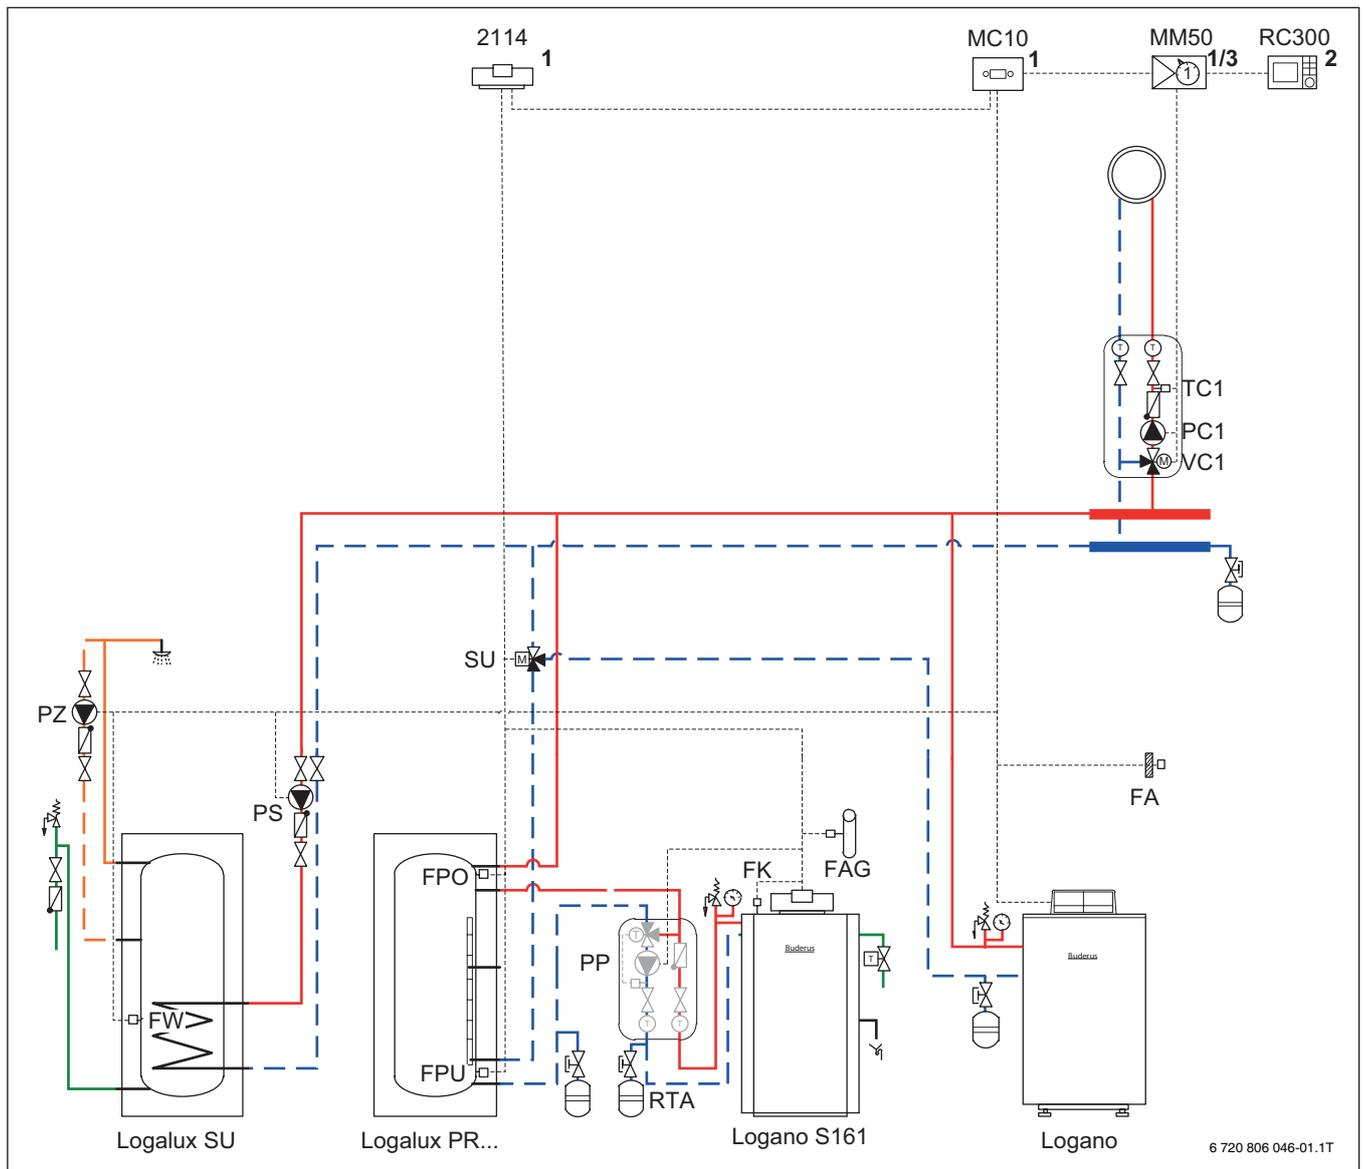 2114
1
MC10
1
MM50
1/3
RC300
2
1
T
T
TC1
PC1
M
VC1
SU
M
PZ
PS
FA
FPO
FK
FAG
T
PP
Buderus
T
Buderus
FW
T
T
FPU
RTA
Logalux SU
Logalux PR...
Logano S161
Logano
6 720 806 046-01.1T